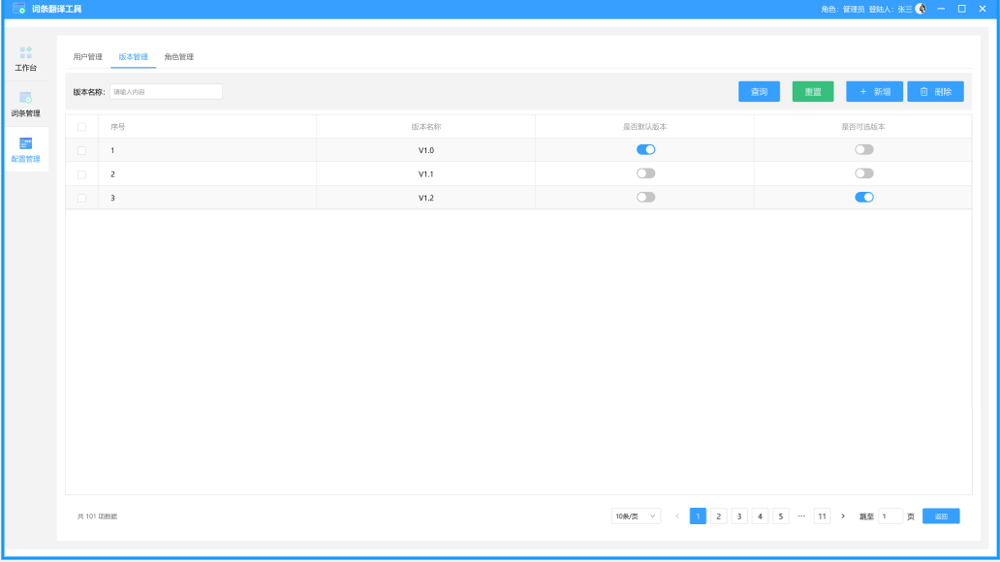 词条翻译工具
角色：管理员 登陆人：张三
工作台
词条管理
配置管理
用户管理 版本管理 角色管理
版本名称: 请输入内容 查询 重置 + 新增 删除
序号 版本名称 是否默认版本 是否可选版本
1 V1.0
2 V1.1
3 V1.2
共 101 项数据 10条/页 < 1 2 3 4 5 ··· 11 > 跳至 1 页 返回